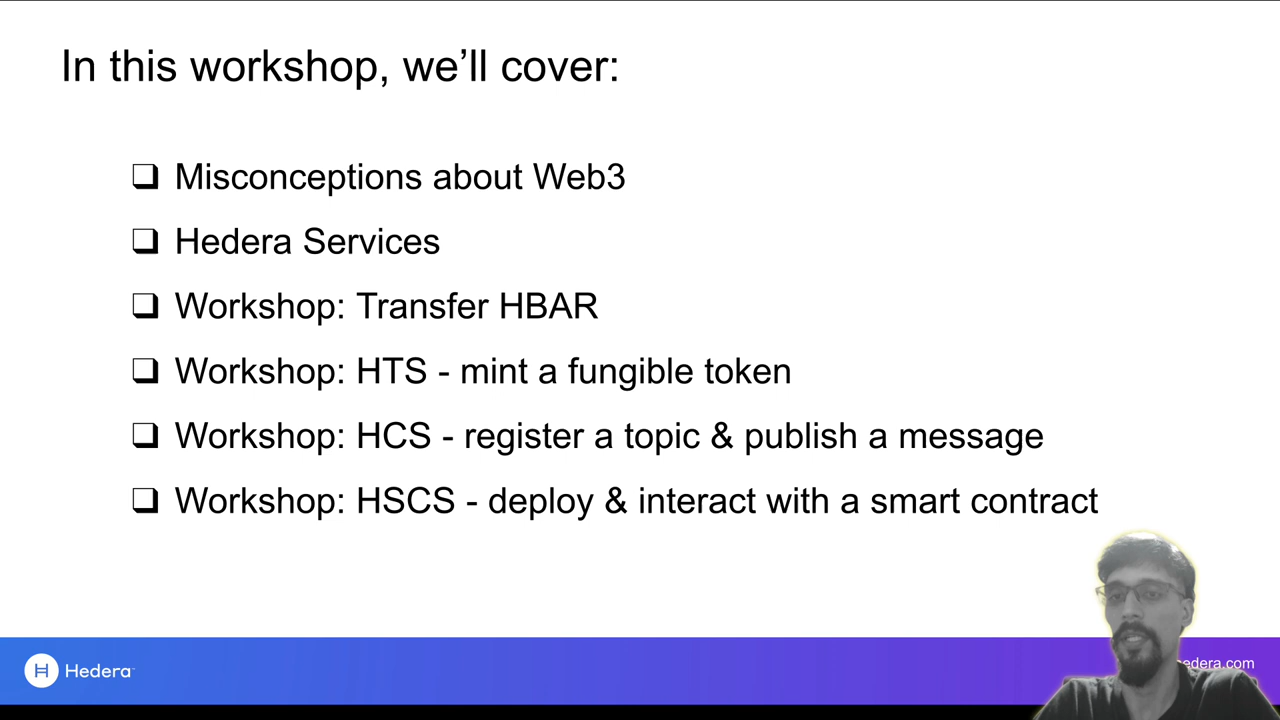 In this workshop, we’ll cover:
❏ Misconceptions about Web3
❏ Hedera Services
❏ Workshop: Transfer HBAR
❏ Workshop: HTS - mint a fungible token
❏ Workshop: HCS - register a topic & publish a message
❏ Workshop: HSCS - deploy & interact with a smart contract
H Hedera
edera.com